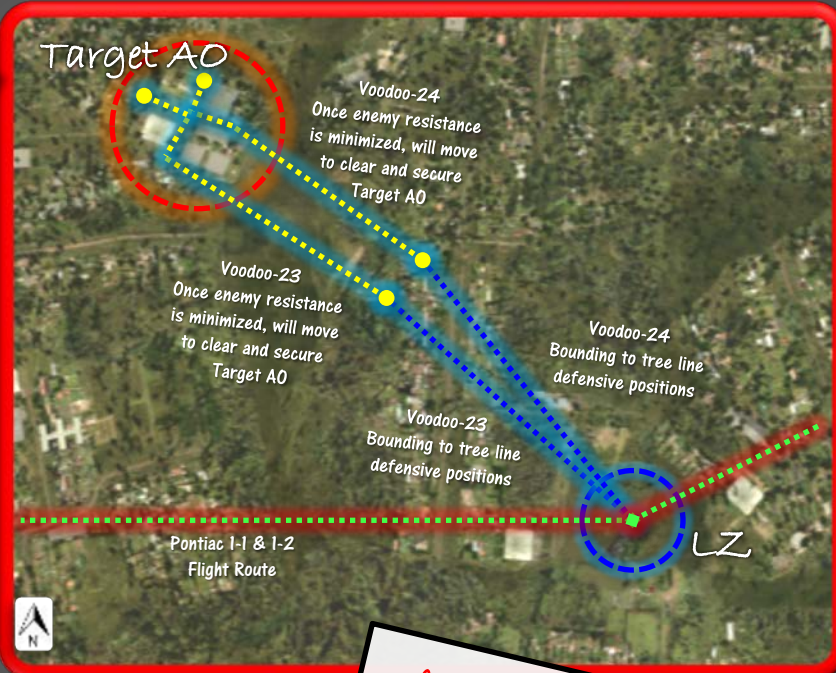 Target AO
Voodoo-24
Once enemy resistance
is minimized, will move
to clear and secure
Target AO
Voodoo-23
Once enemy resistance
is minimized, will move
to clear and secure
Target AO
Voodoo-24
Bounding to tree line
defensive positions
Voodoo-23
Bounding to tree line
defensive positions
LZ
Pontiac 1-1 & 1-2
Flight Route
N